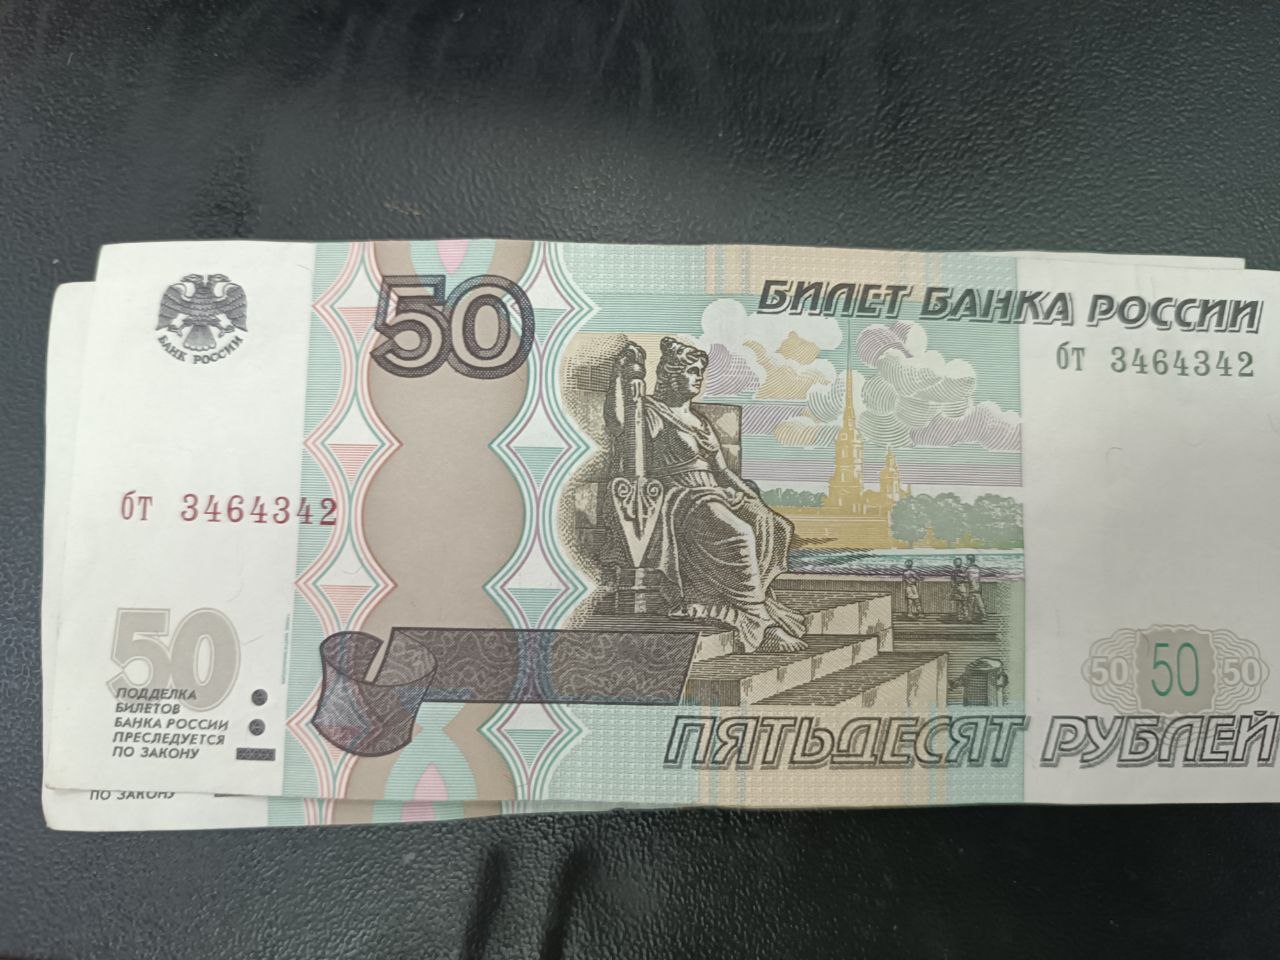 50
БИЛЕТ БАНКА РОССИИ
бт 3464342
БАНК РОССИИ
бт 3464342
50
ПОДДЕЛКА
БИЛЕТОВ
БАНКА РОССИИ
ПРЕСЛЕДУЕТСЯ
ПО ЗАКОНУ
50 50 50
ПЯТЬДЕСЯТ РУБЛЕЙ
ПО ЗАКОНУ